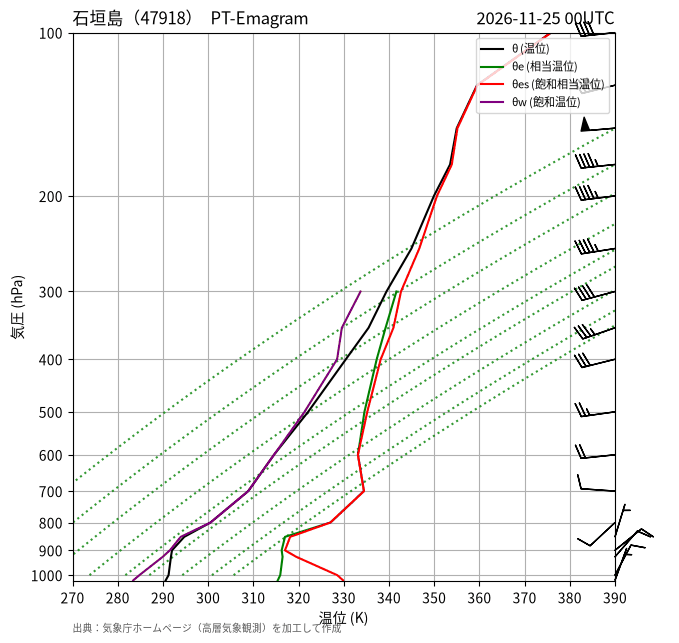 石垣島（47918） PT-Emagram
2026-11-25 00UTC
θ (温位)
θe (相当温位)
θes (飽和相当温位)
θw (飽和温位)
気圧 (hPa)
100
200
300
400
500
600
700
800
900
1000
270 280 290 300 310 320 330 340 350 360 370 380 390
温位 (K)
出典：気象庁ホームページ（高層気象観測）を加工して作成